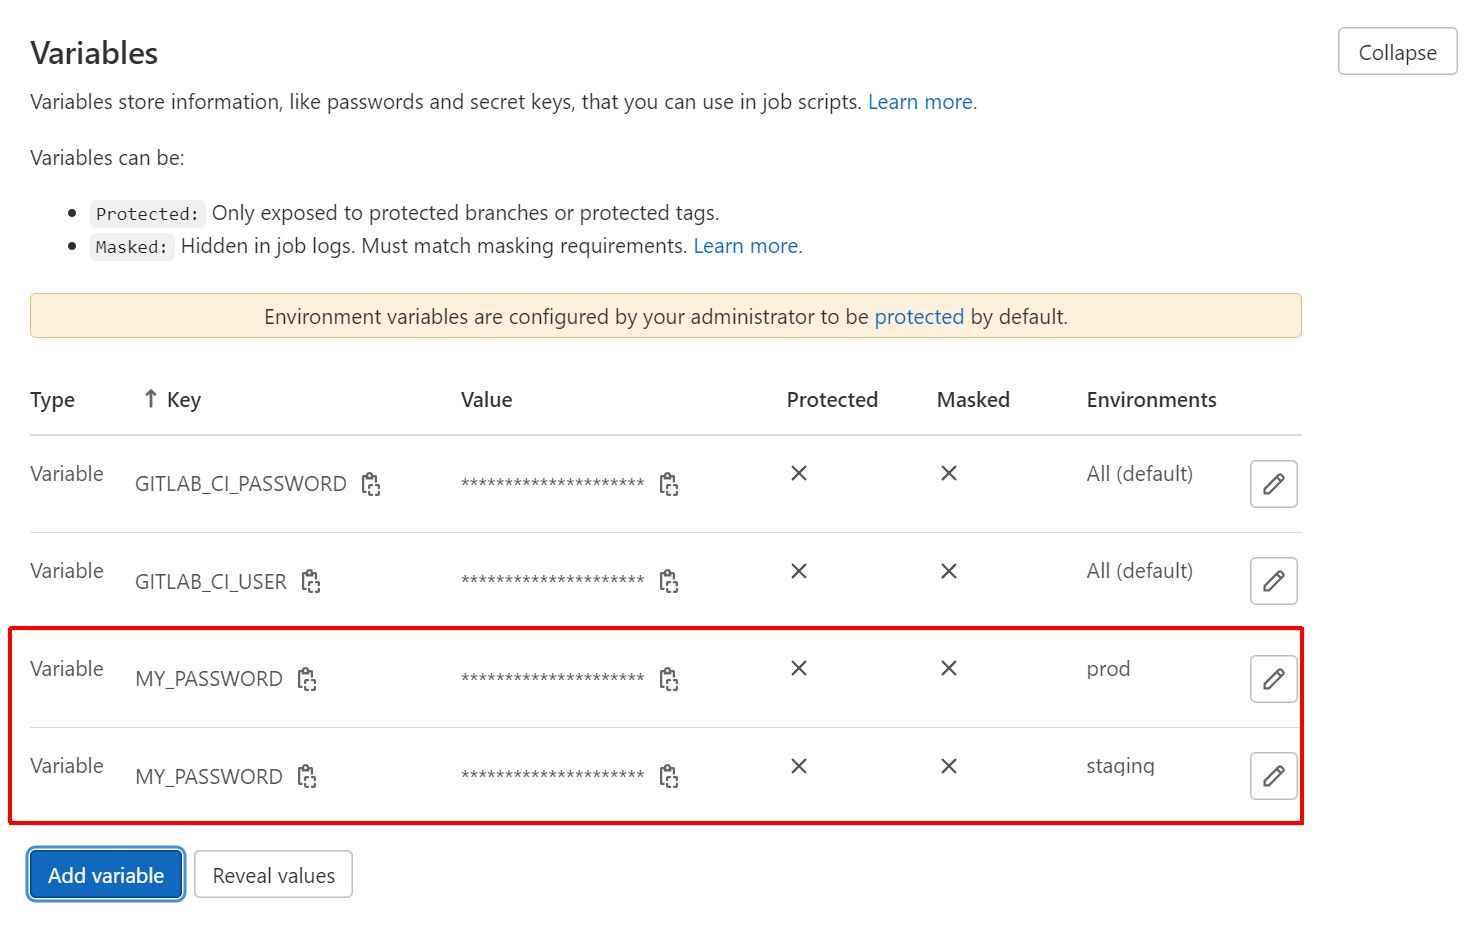 Variables
Collapse
Variables store information, like passwords and secret keys, that you can use in job scripts. Learn more.
Variables can be:
Protected: Only exposed to protected branches or protected tags.
Masked: Hidden in job logs. Must match masking requirements. Learn more.
Environment variables are configured by your administrator to be protected by default.
Type ↑ Key Value Protected Masked Environments
Variable GITLAB_CI_PASSWORD ********************* All (default)
Variable GITLAB_CI_USER ********************* All (default)
Variable MY_PASSWORD ********************* prod
Variable MY_PASSWORD ********************* staging
Add variable Reveal values